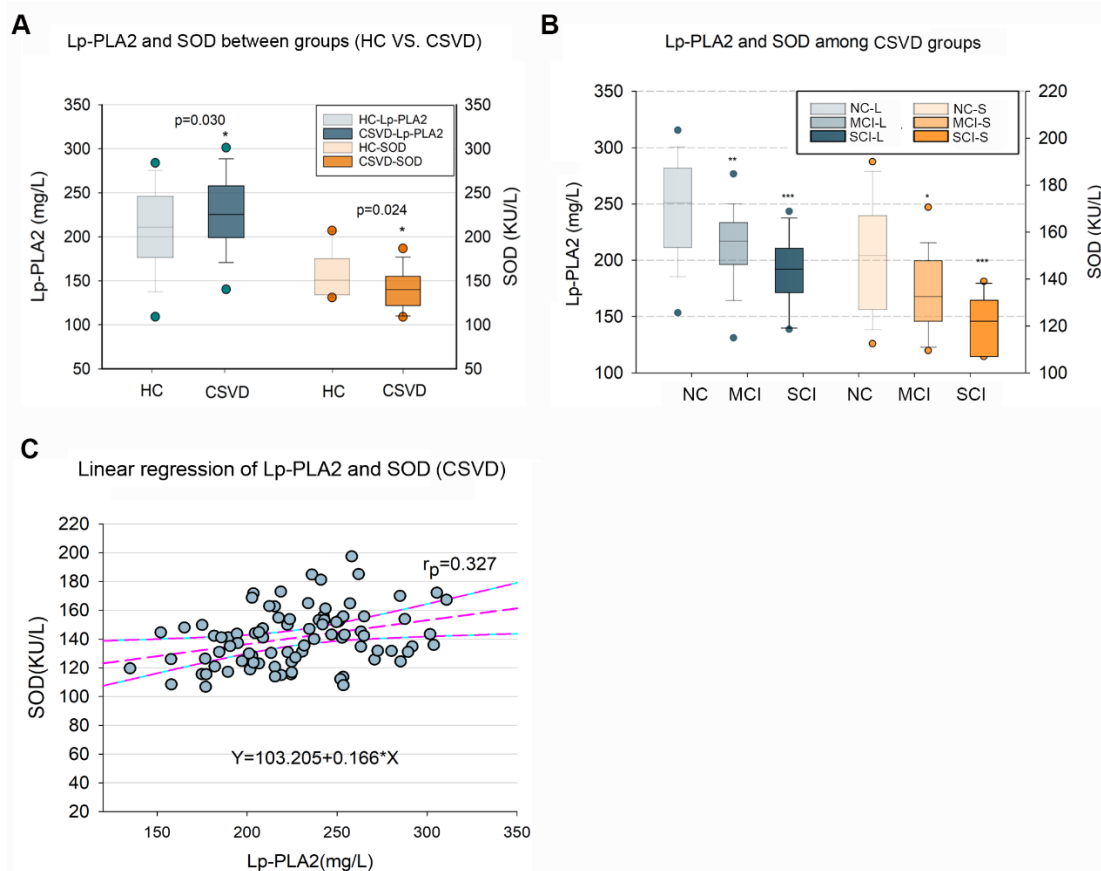 A
Lp-PLA2 and SOD between groups (HC VS. CSVD)
350
300
250
200
150
100
50
Lp-PLA2 (mg/L)
p=0.030
*
p=0.024
*
HC-Lp-PLA2
CSVD-Lp-PLA2
HC-SOD
CSVD-SOD
350
300
250
200
150
100
50
SOD (KU/L)
HC
CSVD
HC
CSVD
B
Lp-PLA2 and SOD among CSVD groups
350
300
250
200
150
100
Lp-PLA2 (mg/L)
NC-L
MCI-L
SCI-L
NC-S
MCI-S
SCI-S
**
***
*
***
220
200
180
160
140
120
100
SOD (KU/L)
NC
MCI
SCI
NC
MCI
SCI
C
Linear regression of Lp-PLA2 and SOD (CSVD)
220
200
180
160
140
120
100
80
60
40
20
SOD(KU/L)
rp=0.327
Y=103.205+0.166*X
150
200
250
300
350
Lp-PLA2(mg/L)